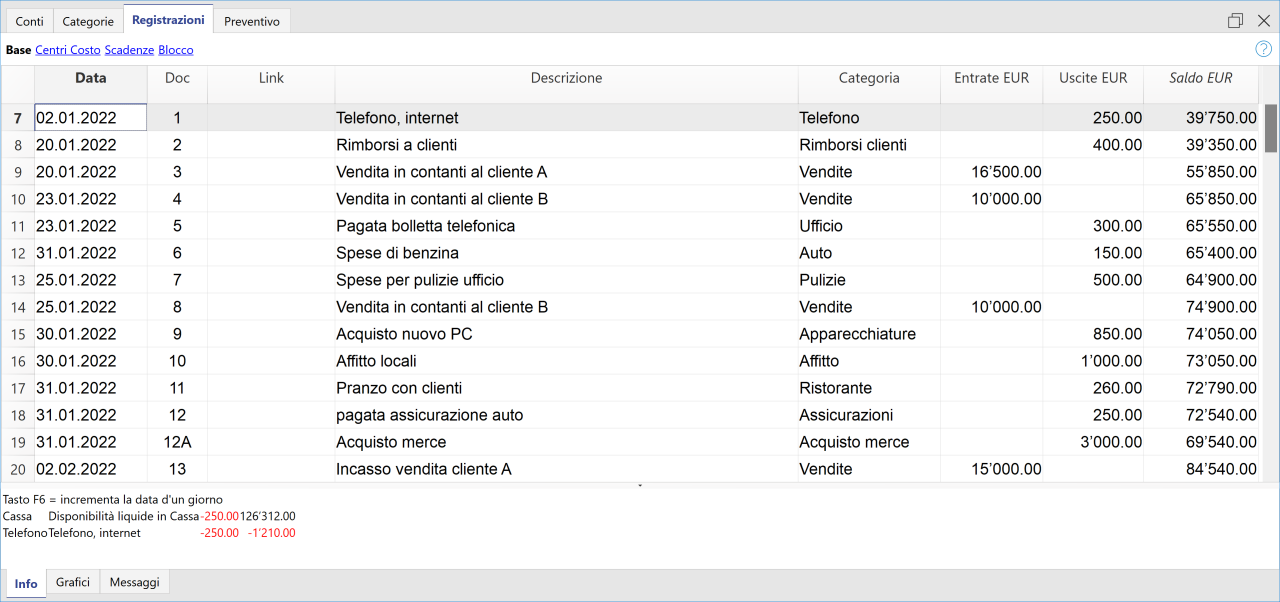 Conti Categorie Registrazioni Preventivo
Base Centri Costo Scadenze Blocco ?
Data Doc Link Descrizione Categoria Entrate EUR Uscite EUR Saldo EUR
7 02.01.2022 1 Telefono, internet Telefono 250.00 39’750.00
8 20.01.2022 2 Rimborsi a clienti Rimborsi clienti 400.00 39’350.00
9 20.01.2022 3 Vendita in contanti al cliente A Vendite 16’500.00 55’850.00
10 23.01.2022 4 Vendita in contanti al cliente B Vendite 10’000.00 65’850.00
11 23.01.2022 5 Pagata bolletta telefonica Ufficio 300.00 65’550.00
12 31.01.2022 6 Spese di benzina Auto 150.00 65’400.00
13 25.01.2022 7 Spese per pulizie ufficio Pulizie 500.00 64’900.00
14 25.01.2022 8 Vendita in contanti al cliente B Vendite 10’000.00 74’900.00
15 30.01.2022 9 Acquisto nuovo PC Apparecchiature 850.00 74’050.00
16 30.01.2022 10 Affitto locali Affitto 1’000.00 73’050.00
17 31.01.2022 11 Pranzo con clienti Ristorante 260.00 72’790.00
18 31.01.2022 12 pagata assicurazione auto Assicurazioni 250.00 72’540.00
19 31.01.2022 12A Acquisto merce Acquisto merce 3’000.00 69’540.00
20 02.02.2022 13 Incasso vendita cliente A Vendite 15’000.00 84’540.00
Tasto F6 = incrementa la data d'un giorno
Cassa Disponibilità liquide in Cassa -250.00 126’312.00
Telefono Telefono, internet -250.00 -1’210.00
Info Grafici Messaggi